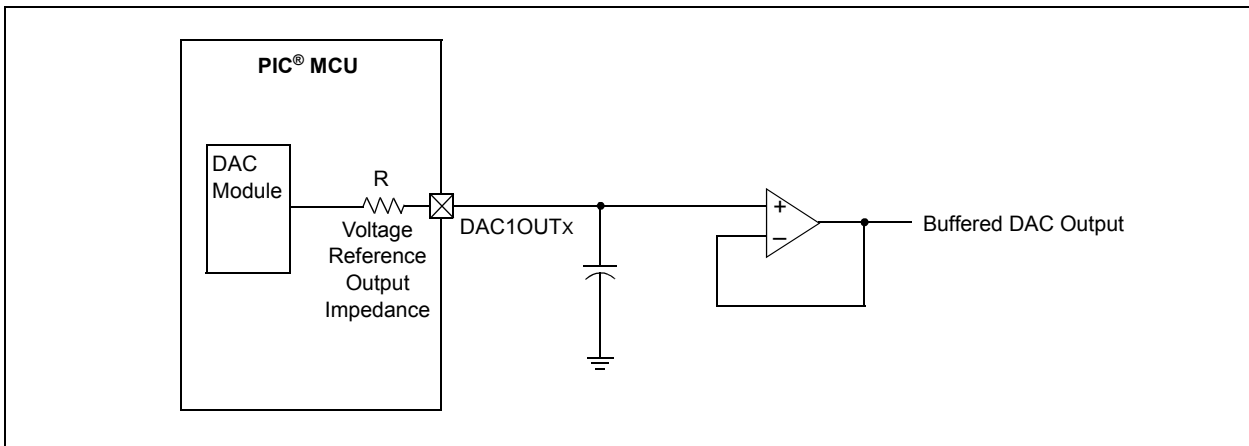 PIC® MCU
DAC
Module
R
Voltage
Reference
Output
Impedance
DAC1OUTX
+
–
Buffered DAC Output